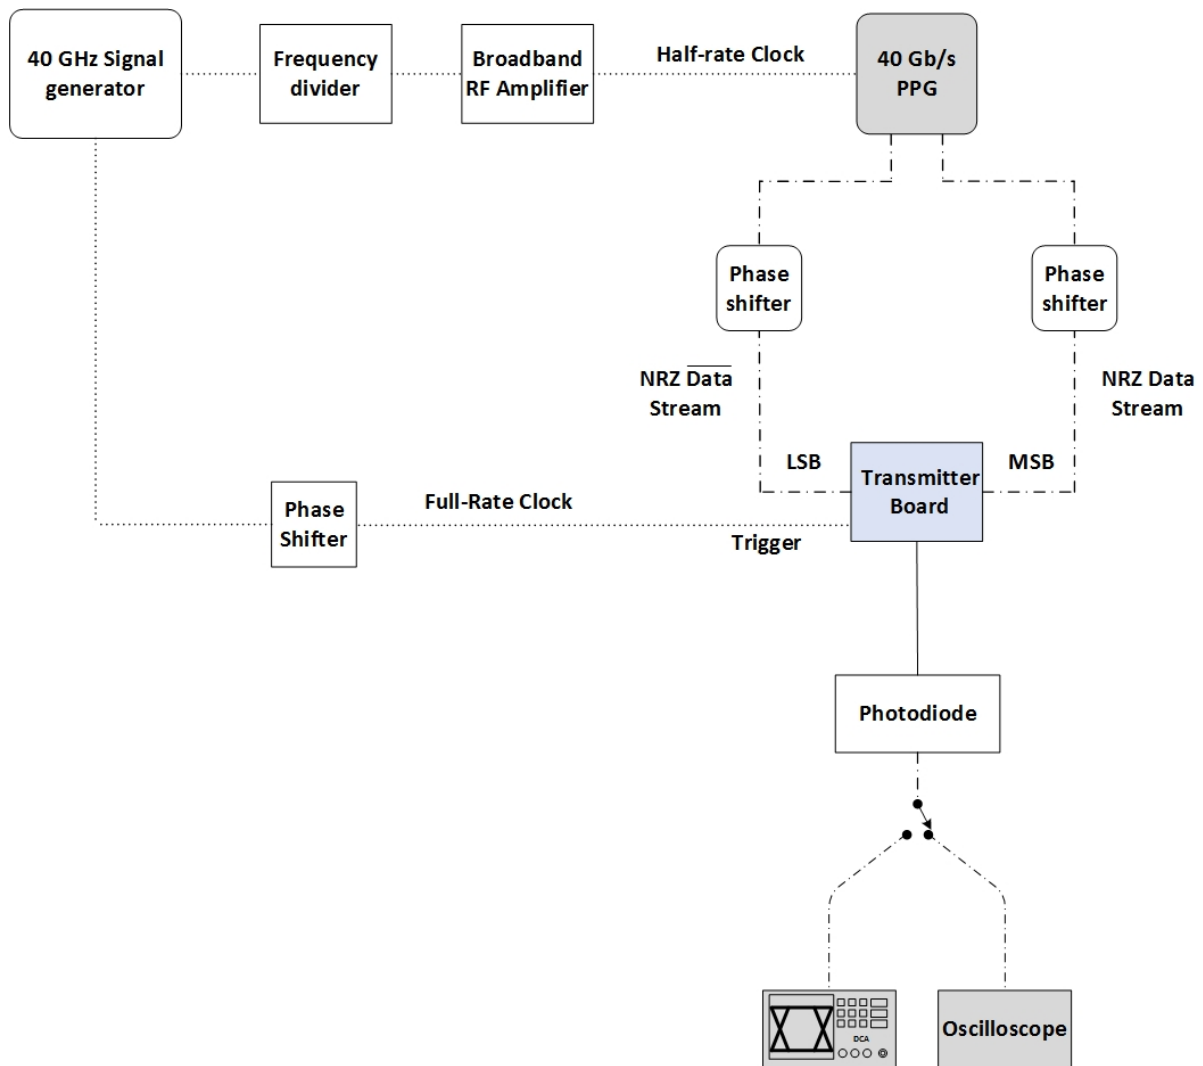 40 GHz Signal
generator
Frequency
divider
Broadband
RF Amplifier
Half-rate Clock
40 Gb/s
PPG
Phase
shifter
Phase
shifter
NRZ Data
Stream
NRZ Data
Stream
LSB
Transmitter
Board
MSB
Phase
Shifter
Full-Rate Clock
Trigger
Photodiode
DCA
Oscilloscope